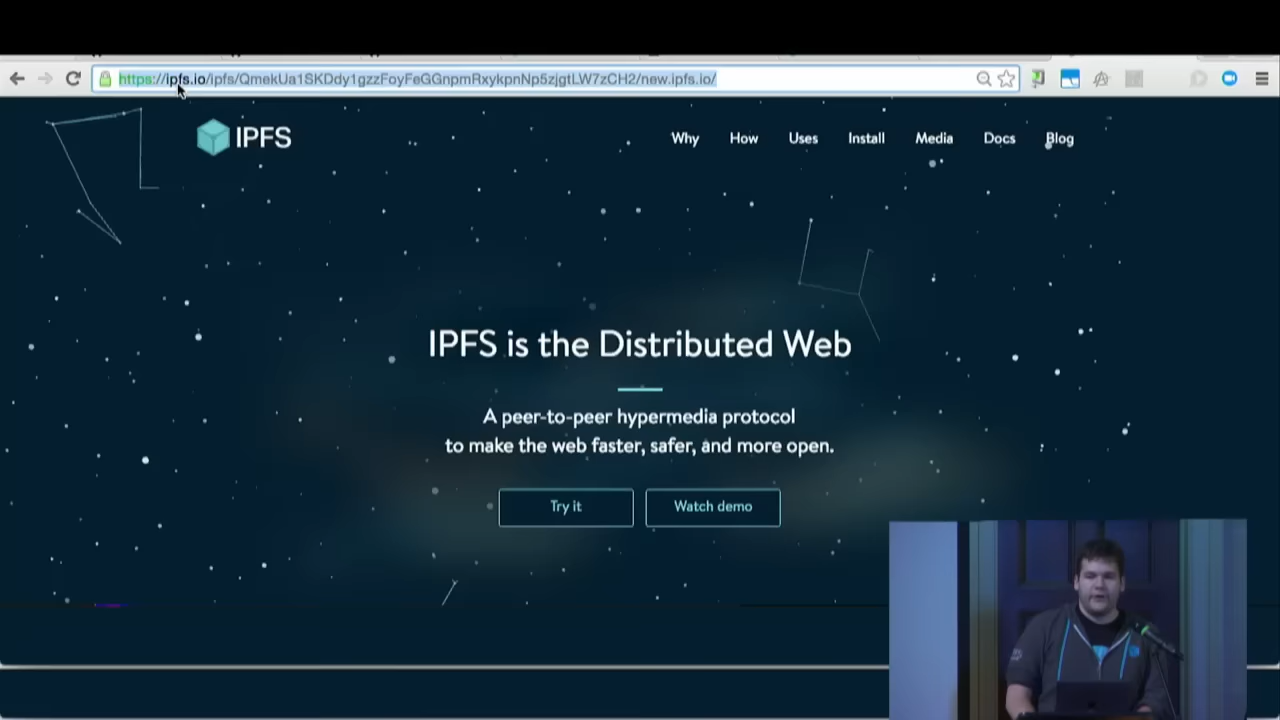 https://ipfs.io/ipfs/QmekUa1SKDdy1gzzFoyFeGGnpmRxykpnNp5zjgtLW7zCH2/new.ipfs.io/
IPFS
Why How Uses Install Media Docs Blog
IPFS is the Distributed Web
A peer-to-peer hypermedia protocol
to make the web faster, safer, and more open.
Try it Watch demo